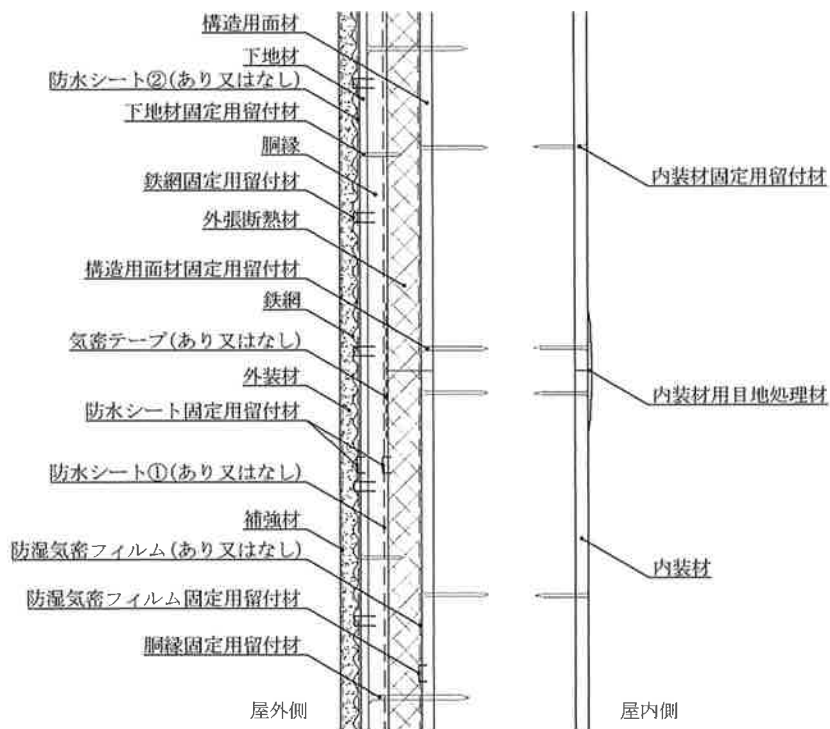 構造用面材
下地材
防水シート②(あり又はなし)
下地材固定用留付材
胴縁
鉄網固定用留付材
外張断熱材
構造用面材固定用留付材
鉄網
気密テープ(あり又はなし)
外装材
防水シート固定用留付材
防水シート①(あり又はなし)
補強材
防湿気密フィルム(あり又はなし)
防湿気密フィルム固定用留付材
胴縁固定用留付材
屋外側
内装材固定用留付材
内装材用目地処理材
内装材
屋内側